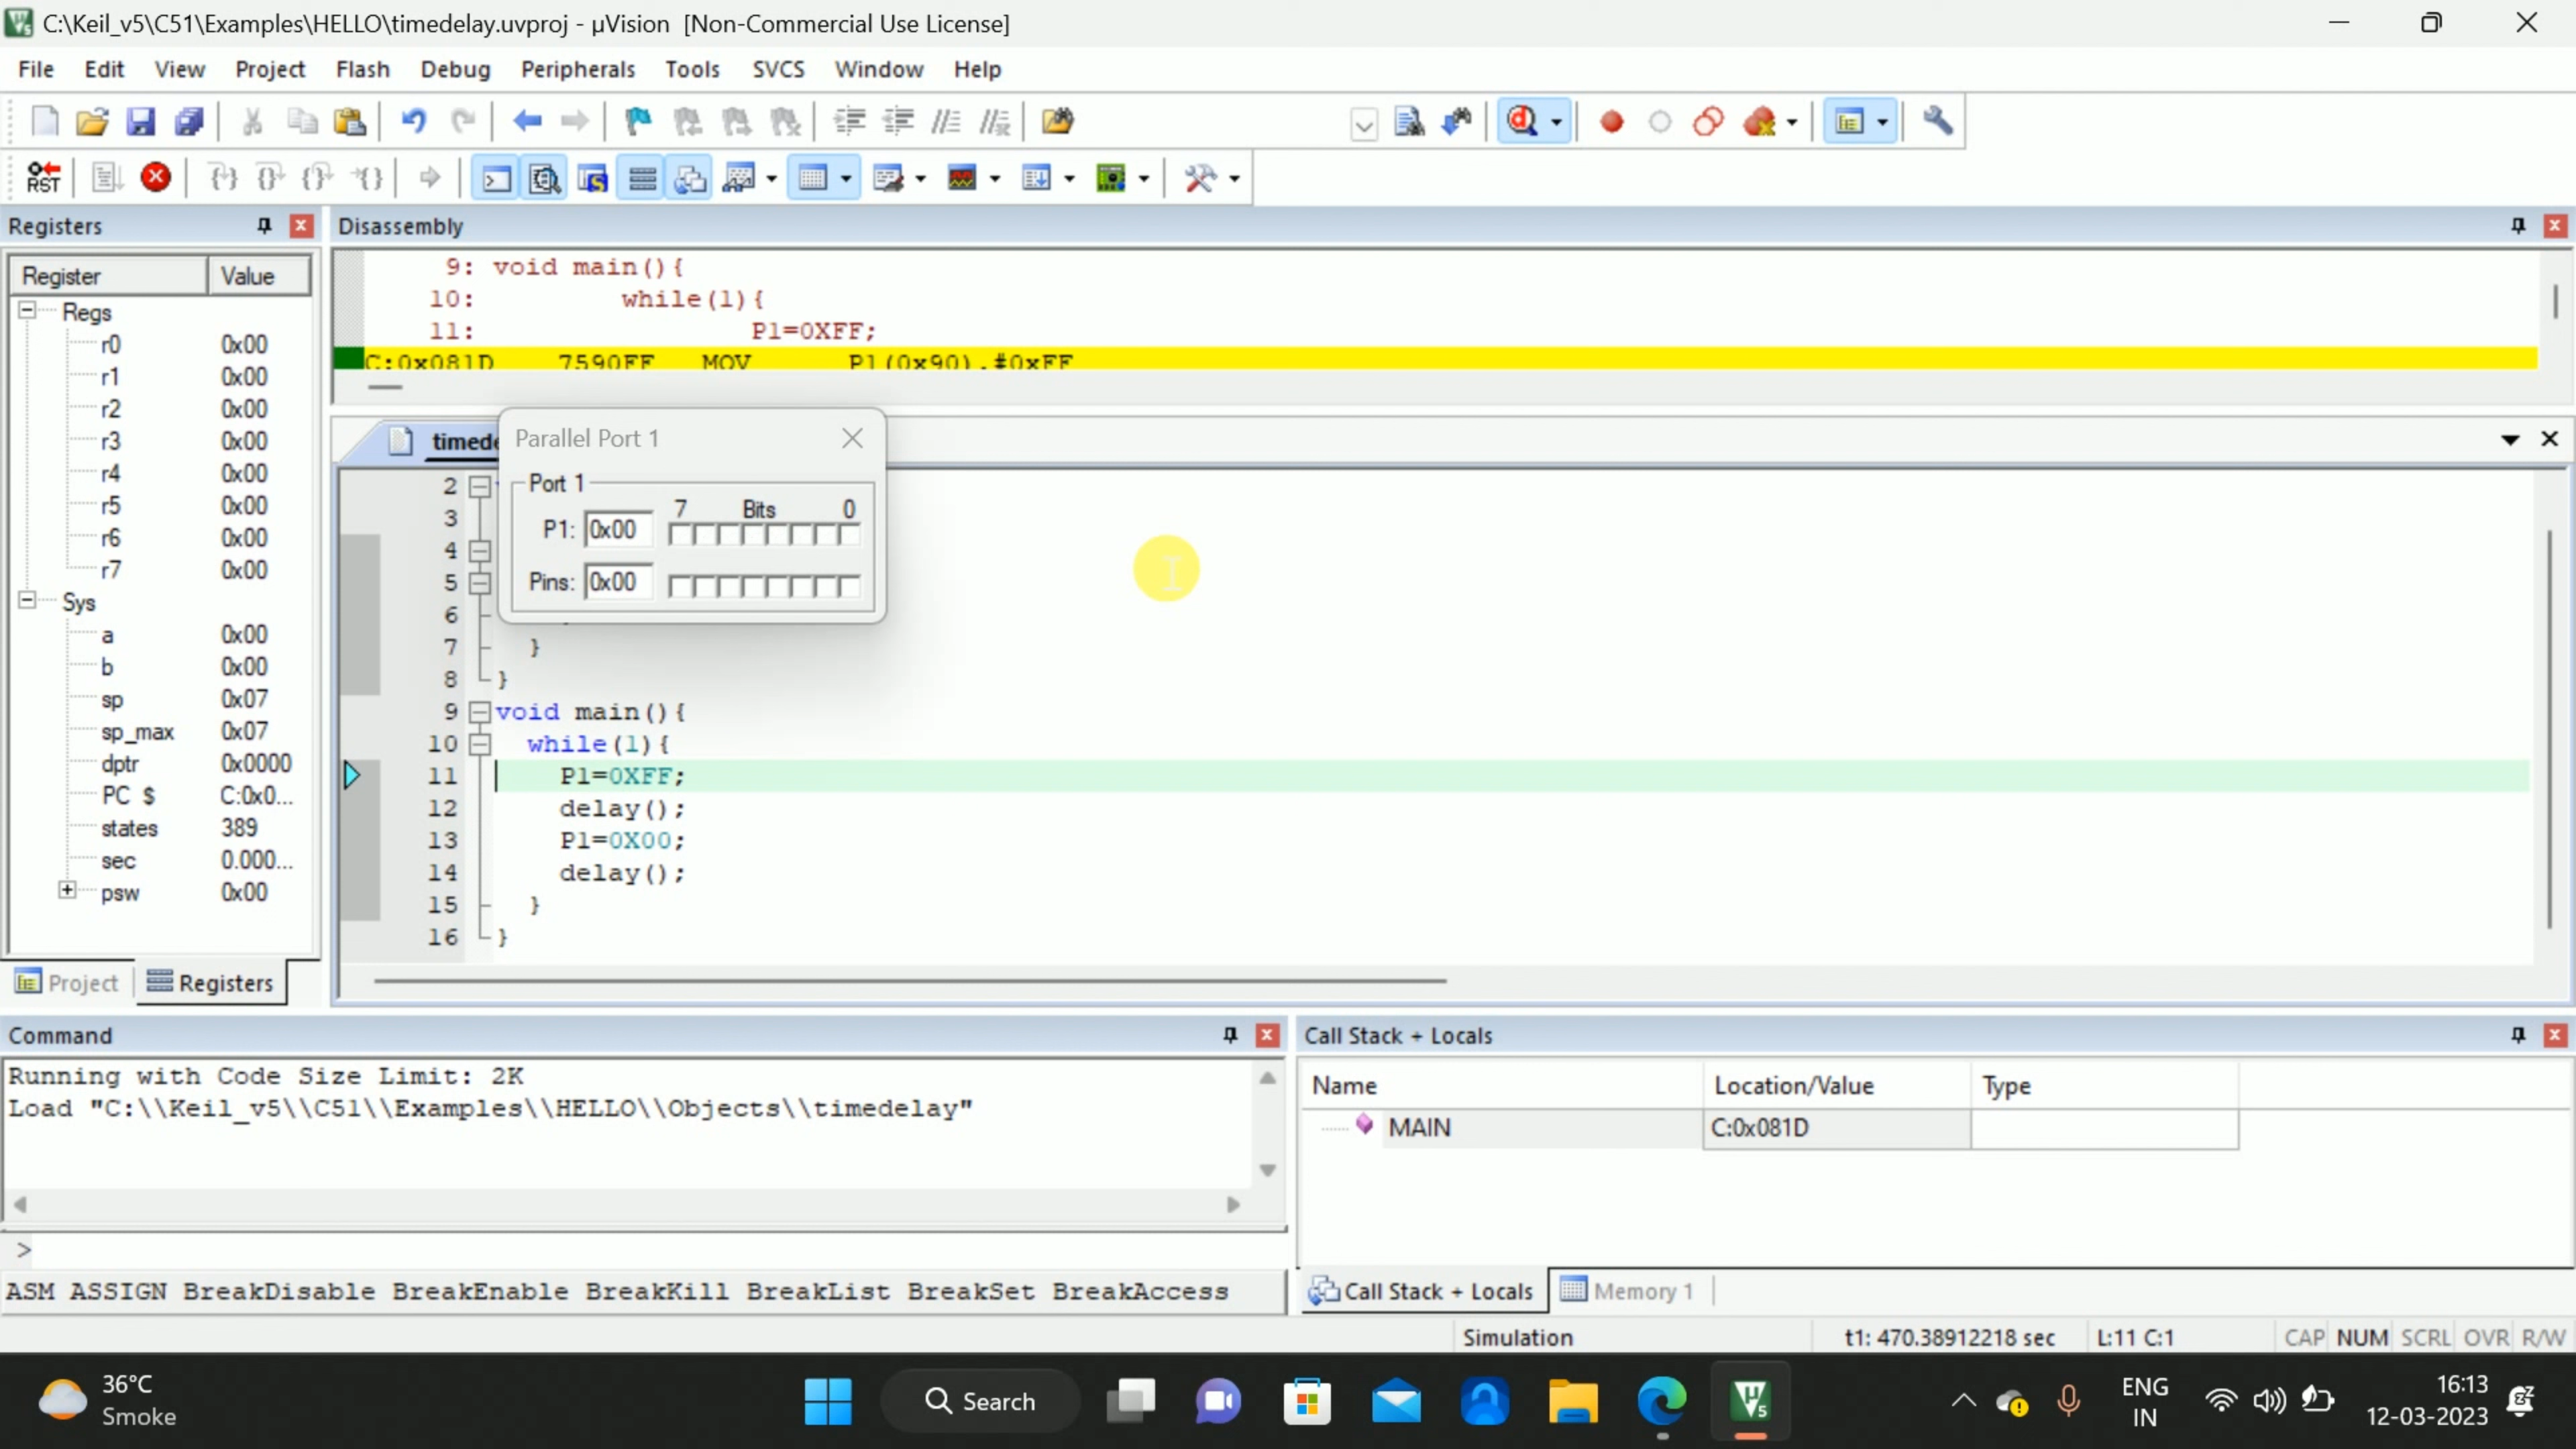 C:\Keil_v5\C51\Examples\HELLO\timedelay.uvproj - µVision [Non-Commercial Use License]
File Edit View Project Flash Debug Peripherals Tools SVCS Window Help
RST
Registers
Register Value
Regs
r0 0x00
r1 0x00
r2 0x00
r3 0x00
r4 0x00
r5 0x00
r6 0x00
r7 0x00
Sys
a 0x00
b 0x00
sp 0x07
sp_max 0x07
dptr 0x0000
PC $ C:0x0...
states 389
sec 0.000...
psw 0x00
Project Registers
Disassembly
9: void main(){
10: while(1){
11: P1=0XFF;
C:0x081D 7590FF MOV P1(0x90),#0xFF
Parallel Port 1
Port 1
7 Bits 0
P1: 0x00
Pins: 0x00
2
3
4
5
6
7 }
8 }
9 void main(){
10 while(1){
11 P1=0XFF;
12 delay();
13 P1=0X00;
14 delay();
15 }
16 }
Command
Running with Code Size Limit: 2K
Load "C:\\Keil_v5\\C51\\Examples\\HELLO\\Objects\\timedelay"
>
ASM ASSIGN BreakDisable BreakEnable BreakKill BreakList BreakSet BreakAccess
Call Stack + Locals
Name Location/Value Type
MAIN C:0x081D
Call Stack + Locals Memory 1
Simulation t1: 470.38912218 sec L:11 C:1 CAP NUM SCRL OVR R/W
36°C
Smoke
Search
ENG
IN
16:13
12-03-2023